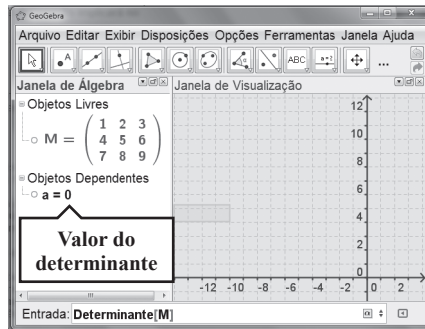 GeoGebra
Arquivo Editar Exibir Disposições Opções Ferramentas Janela Ajuda
A
ABC
a=2
...
Janela de Álgebra
Janela de Visualização
Objetos Livres
M =
1 2 3
4 5 6
7 8 9
Objetos Dependentes
a = 0
Valor do
determinante
12
10
8
6
4
2
0
-12 -10 -8 -6 -4 -2 0 2
Entrada: Determinante[M]